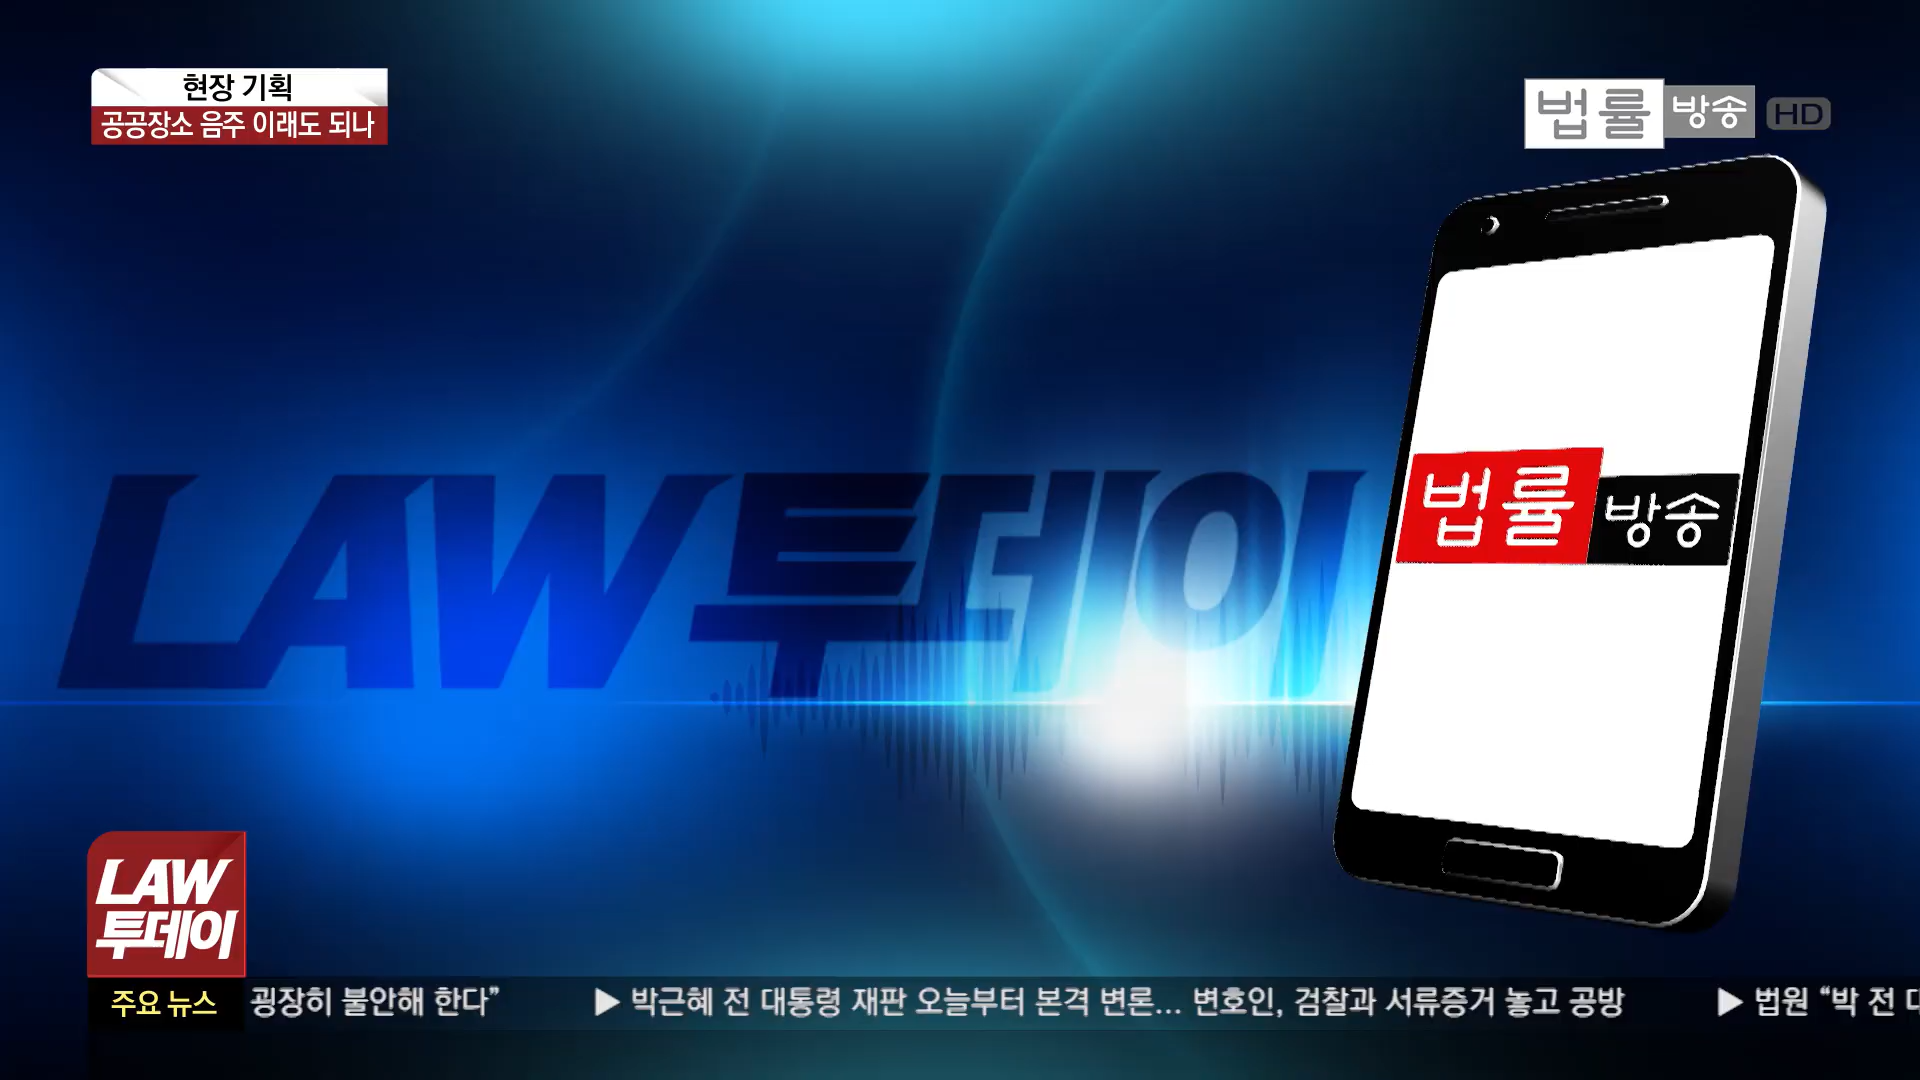 현장 기획
공공장소 음주 이래도 되나
법률방송 HD
법률방송
LAW투데이
LAW
투데이
주요 뉴스
굉장히 불안해 한다” ▶ 박근혜 전 대통령 재판 오늘부터 본격 변론... 변호인, 검찰과 서류증거 놓고 공방 ▶ 법원 “박 전